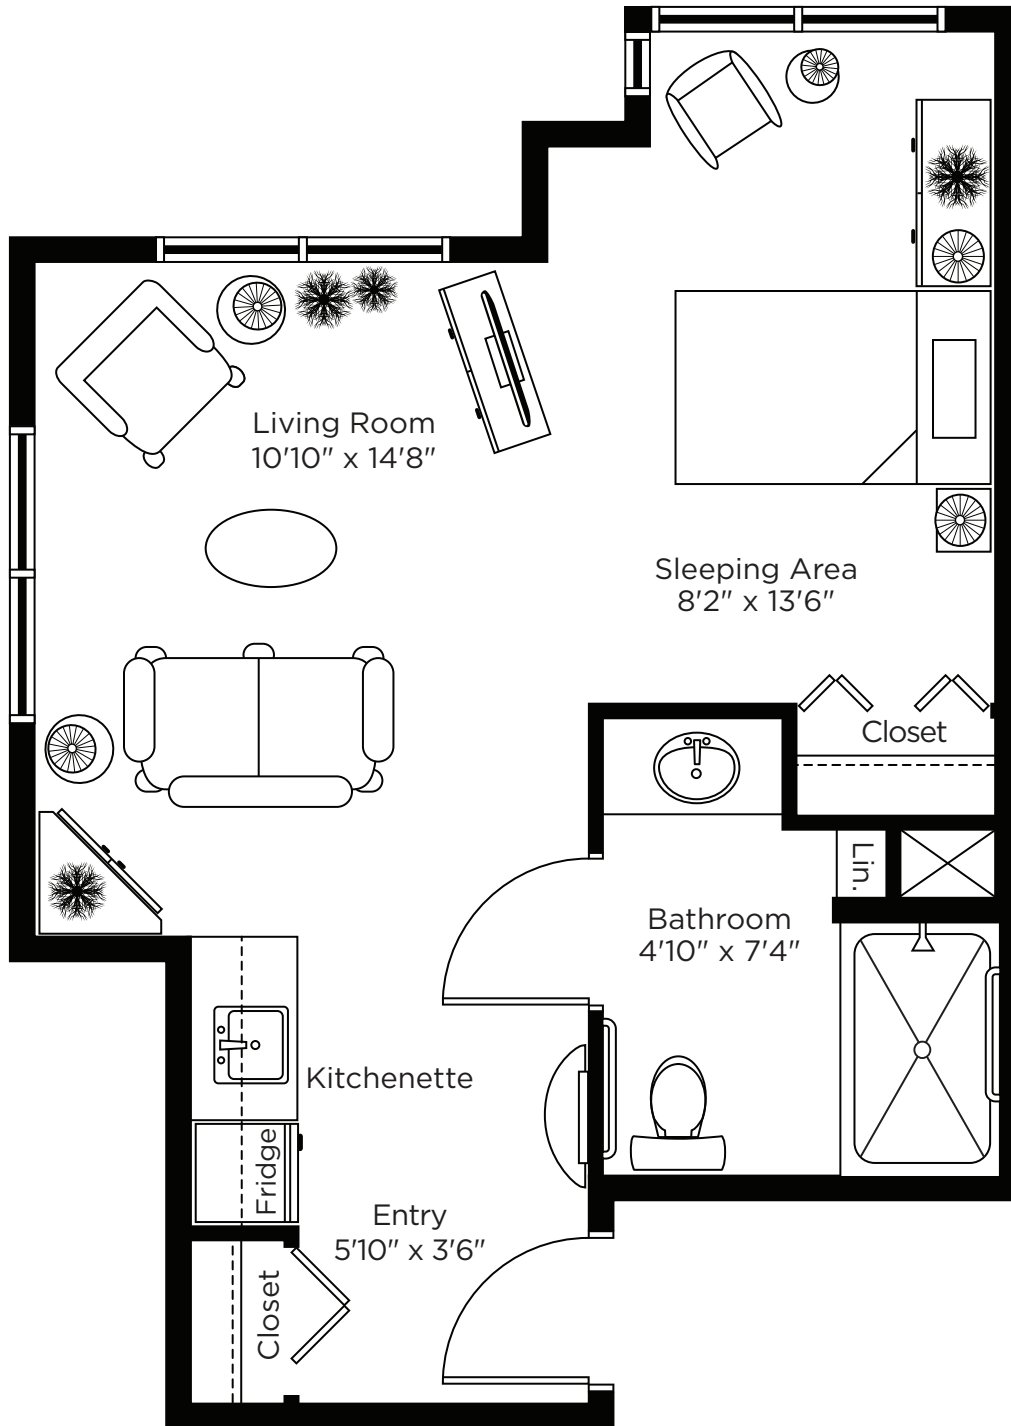 Living Room
10'10" x 14'8"
Sleeping Area
8'2" x 13'6"
Closet
Lin.
Bathroom
4'10" x 7'4"
Kitchenette
Fridge
Entry
5'10" x 3'6"
Closet